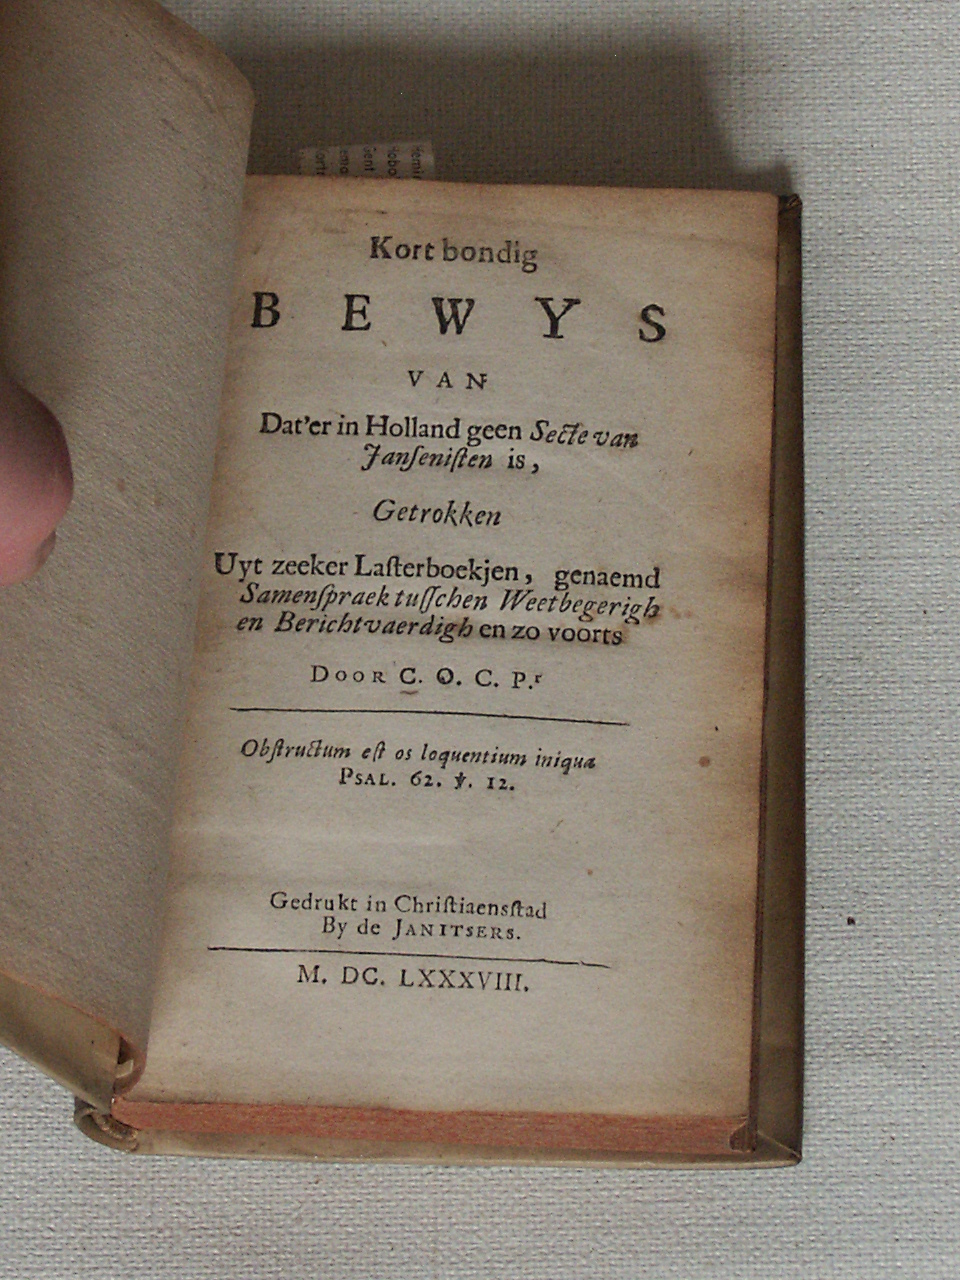 Kort bondig
BEWYS
VAN
Dat'er in Holland geen Secte van
Janſeniſten is,
Getrokken
Uyt zeeker Laſterboekjen, genaemd
Samenſpraek tuſſchen Weetbegerigh
en Berichtvaerdigh en zo voorts
DOOR C. O. C. P.r
Obſtructum eſt os loquentium iniqua
PSAL. 62. ℣. 12.
Gedrukt in Chriſtiaensſtad
By de JANITSERS.
M. DC. LXXXVIII.